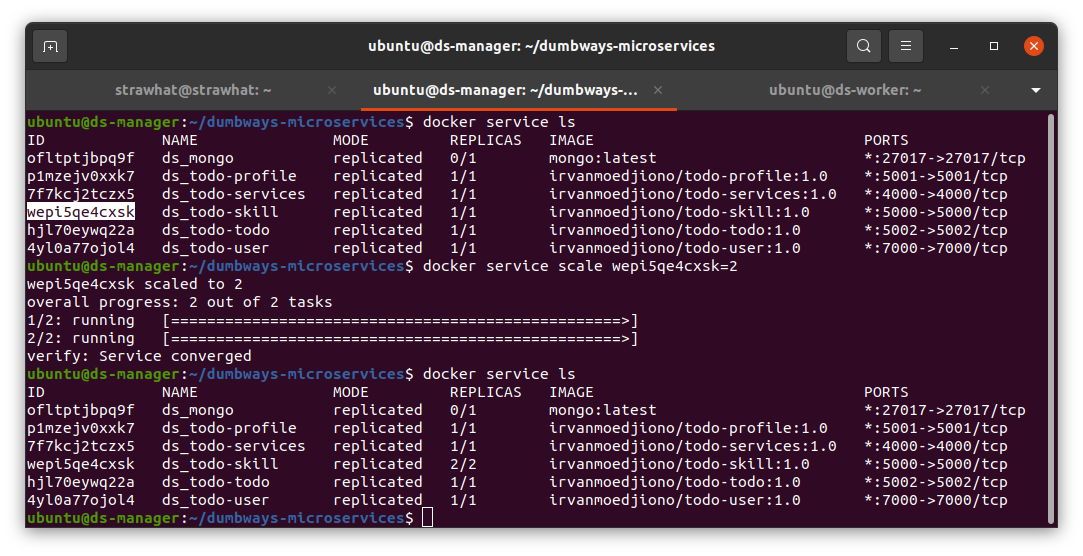 ubuntu@ds-manager: ~/dumbways-microservices
strawhat@strawhat: ~
ubuntu@ds-manager: ~/dumbways-...
ubuntu@ds-worker: ~
ubuntu@ds-manager:~/dumbways-microservices$ docker service ls
ID NAME MODE REPLICAS IMAGE PORTS
ofltptjbpq9f ds_mongo replicated 0/1 mongo:latest *:27017->27017/tcp
p1mzejv0xxk7 ds_todo-profile replicated 1/1 irvanmoedjiono/todo-profile:1.0 *:5001->5001/tcp
7f7kcj2tczx5 ds_todo-services replicated 1/1 irvanmoedjiono/todo-services:1.0 *:4000->4000/tcp
wepi5qe4cxsk ds_todo-skill replicated 1/1 irvanmoedjiono/todo-skill:1.0 *:5000->5000/tcp
hjl70eywq22a ds_todo-todo replicated 1/1 irvanmoedjiono/todo-todo:1.0 *:5002->5002/tcp
4yl0a77ojol4 ds_todo-user replicated 1/1 irvanmoedjiono/todo-user:1.0 *:7000->7000/tcp
ubuntu@ds-manager:~/dumbways-microservices$ docker service scale wepi5qe4cxsk=2
wepi5qe4cxsk scaled to 2
overall progress: 2 out of 2 tasks
1/2: running [==================================================>]
2/2: running [==================================================>]
verify: Service converged
ubuntu@ds-manager:~/dumbways-microservices$ docker service ls
ID NAME MODE REPLICAS IMAGE PORTS
ofltptjbpq9f ds_mongo replicated 0/1 mongo:latest *:27017->27017/tcp
p1mzejv0xxk7 ds_todo-profile replicated 1/1 irvanmoedjiono/todo-profile:1.0 *:5001->5001/tcp
7f7kcj2tczx5 ds_todo-services replicated 1/1 irvanmoedjiono/todo-services:1.0 *:4000->4000/tcp
wepi5qe4cxsk ds_todo-skill replicated 2/2 irvanmoedjiono/todo-skill:1.0 *:5000->5000/tcp
hjl70eywq22a ds_todo-todo replicated 1/1 irvanmoedjiono/todo-todo:1.0 *:5002->5002/tcp
4yl0a77ojol4 ds_todo-user replicated 1/1 irvanmoedjiono/todo-user:1.0 *:7000->7000/tcp
ubuntu@ds-manager:~/dumbways-microservices$